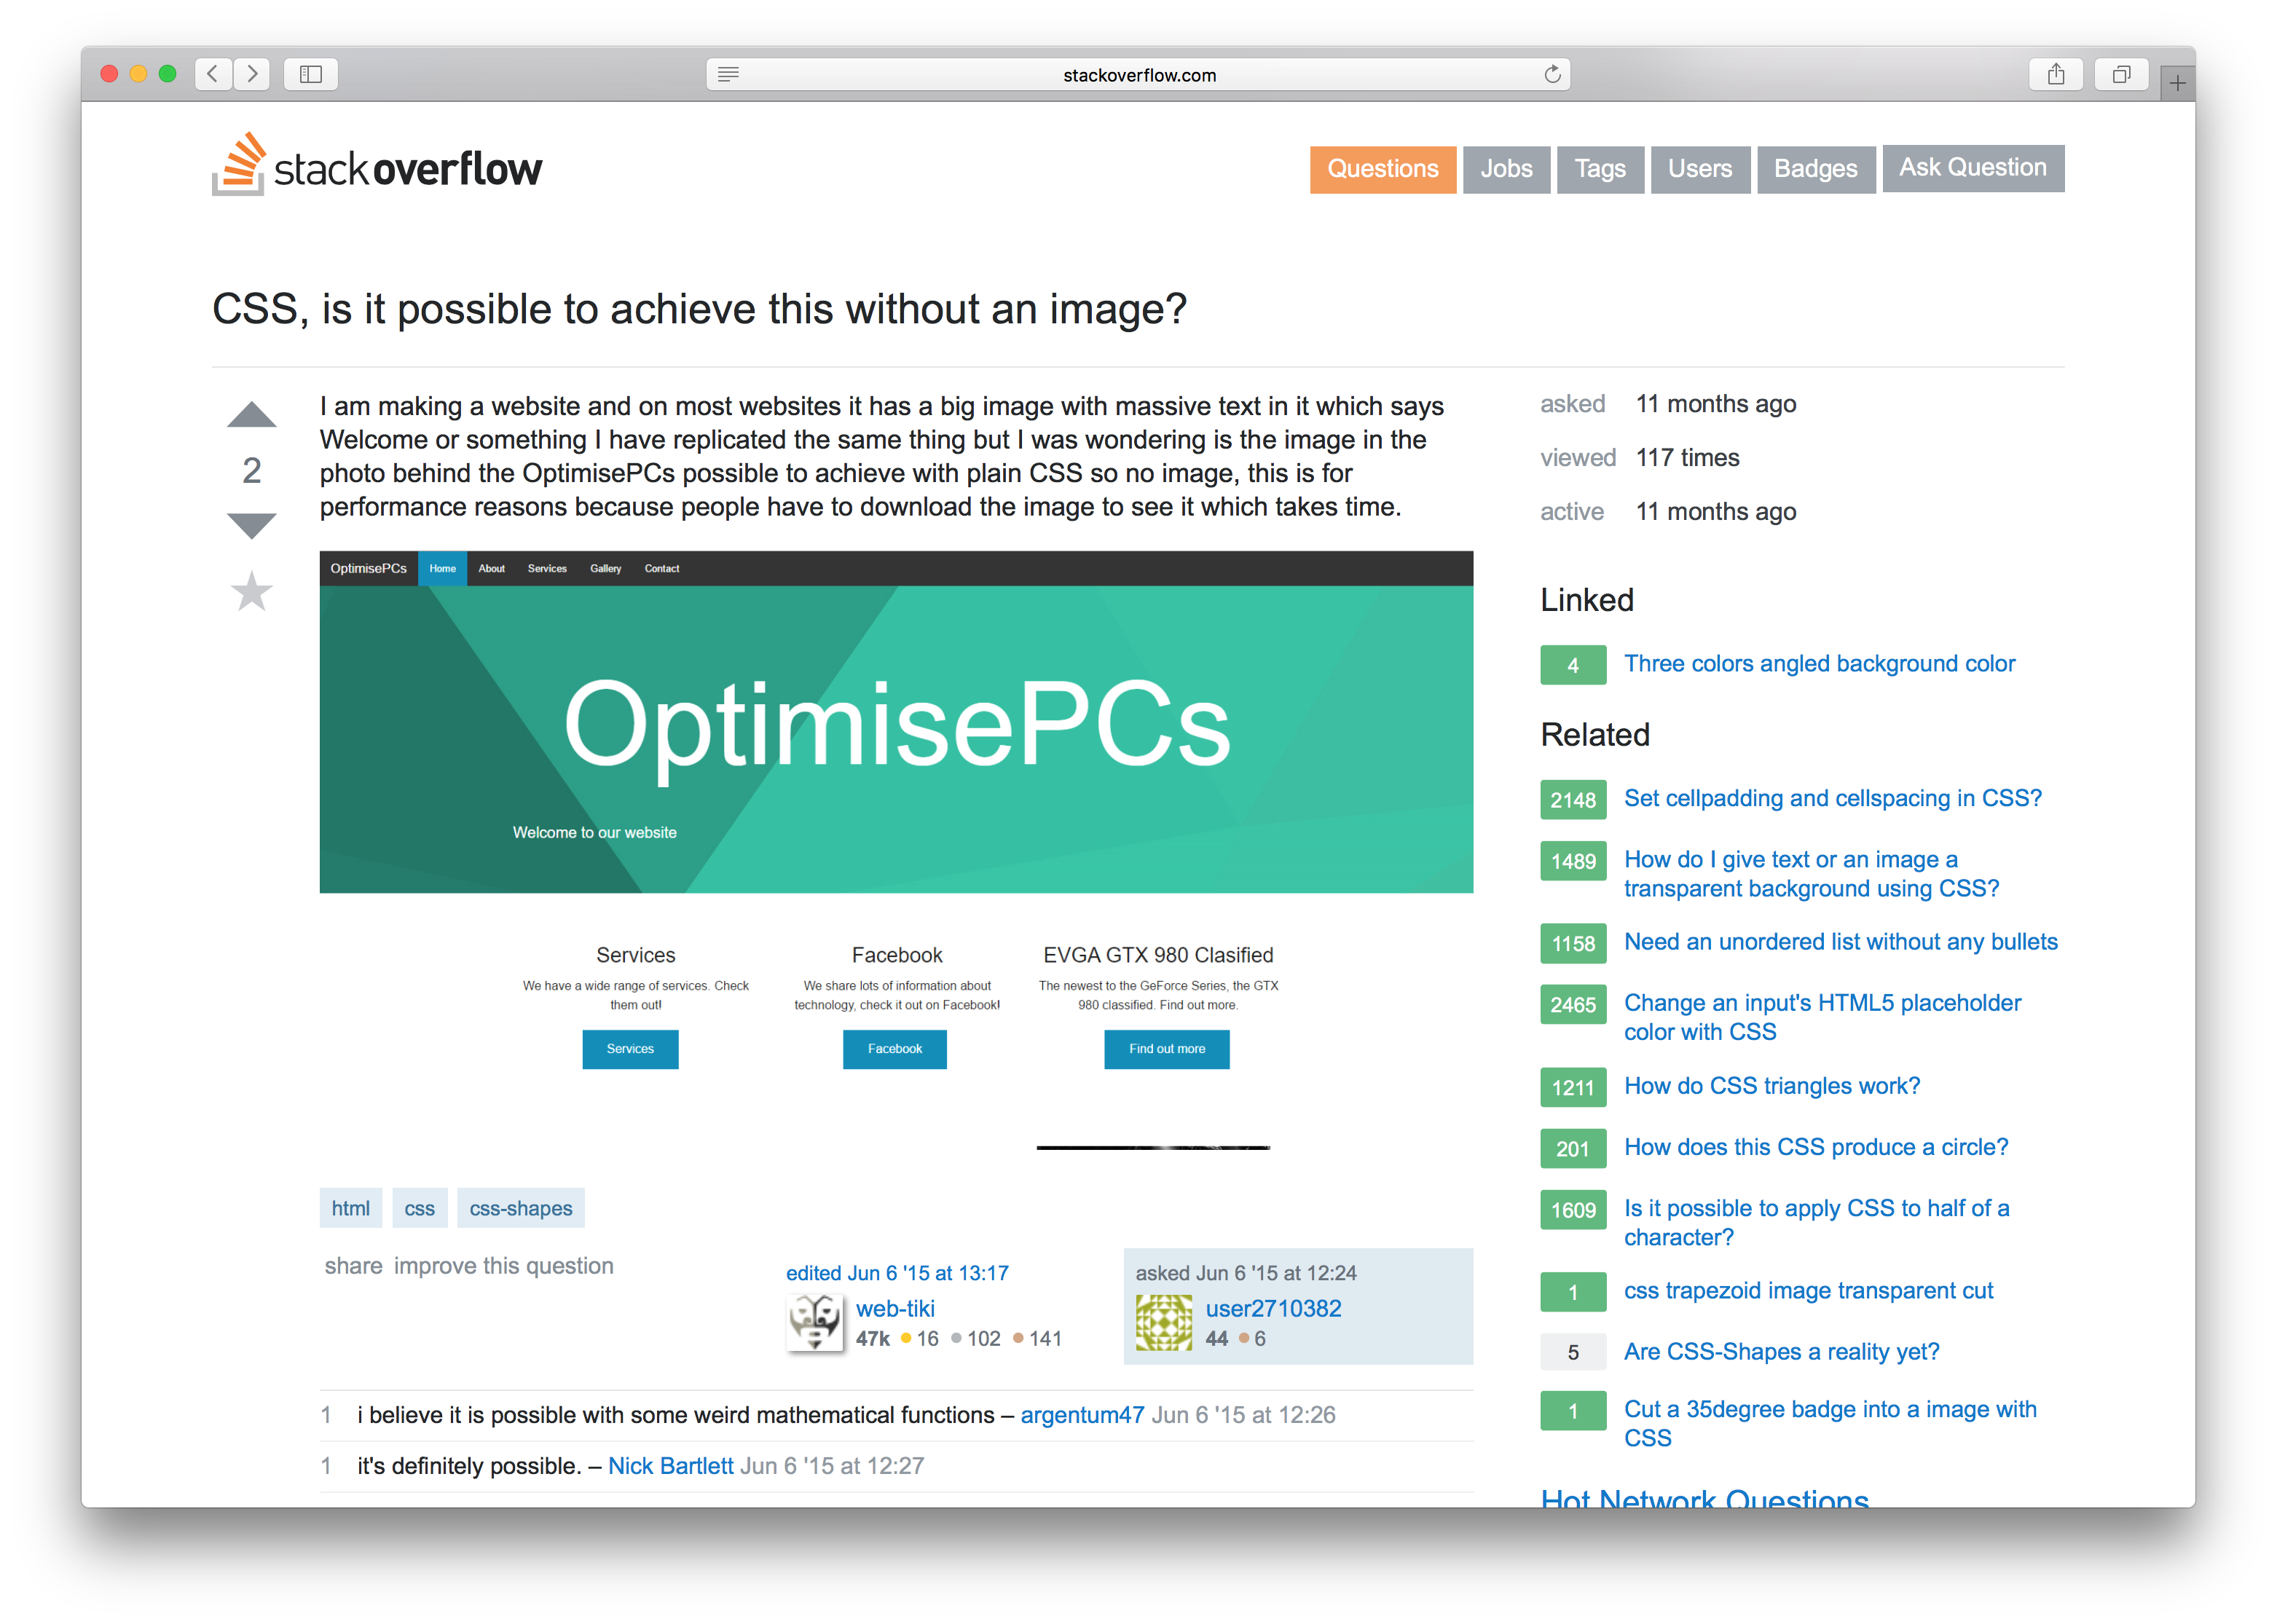 stackoverflow.com
stackoverflow
Questions Jobs Tags Users Badges Ask Question
CSS, is it possible to achieve this without an image?
2
I am making a website and on most websites it has a big image with massive text in it which says
Welcome or something I have replicated the same thing but I was wondering is the image in the
photo behind the OptimisePCs possible to achieve with plain CSS so no image, this is for
performance reasons because people have to download the image to see it which takes time.
OptimisePCs Home About Services Gallery Contact
OptimisePCs
Welcome to our website
Services
We have a wide range of services. Check
them out!
Services
Facebook
We share lots of information about
technology, check it out on Facebook!
Facebook
EVGA GTX 980 Clasified
The newest to the GeForce Series, the GTX
980 classified. Find out more.
Find out more
html css css-shapes
share improve this question
edited Jun 6 '15 at 13:17
web-tiki
47k 16 102 141
asked Jun 6 '15 at 12:24
user2710382
44 6
1 i believe it is possible with some weird mathematical functions – argentum47 Jun 6 '15 at 12:26
1 it's definitely possible. – Nick Bartlett Jun 6 '15 at 12:27
asked 11 months ago
viewed 117 times
active 11 months ago
Linked
4 Three colors angled background color
Related
2148 Set cellpadding and cellspacing in CSS?
1489 How do I give text or an image a
transparent background using CSS?
1158 Need an unordered list without any bullets
2465 Change an input's HTML5 placeholder
color with CSS
1211 How do CSS triangles work?
201 How does this CSS produce a circle?
1609 Is it possible to apply CSS to half of a
character?
1 css trapezoid image transparent cut
5 Are CSS-Shapes a reality yet?
1 Cut a 35degree badge into a image with
CSS
Hot Network Questions